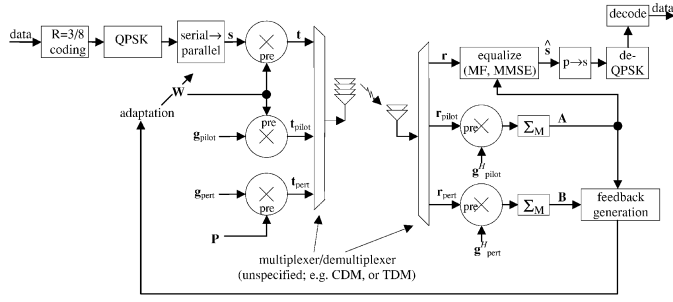 data
R=3/8
coding
QPSK
serial→
parallel
s
pre
t
W
adaptation
pre
g_pilot
t_pilot
g_pert
pre
t_pert
P
multiplexer/demultiplexer
(unspecified; e.g. CDM, or TDM)
r
equalize
(MF, MMSE)
ŝ
p→s
de-
QPSK
decode
data
r_pilot
pre
Σ_M
A
g^H_pilot
r_pert
pre
Σ_M
B
g^H_pert
feedback
generation